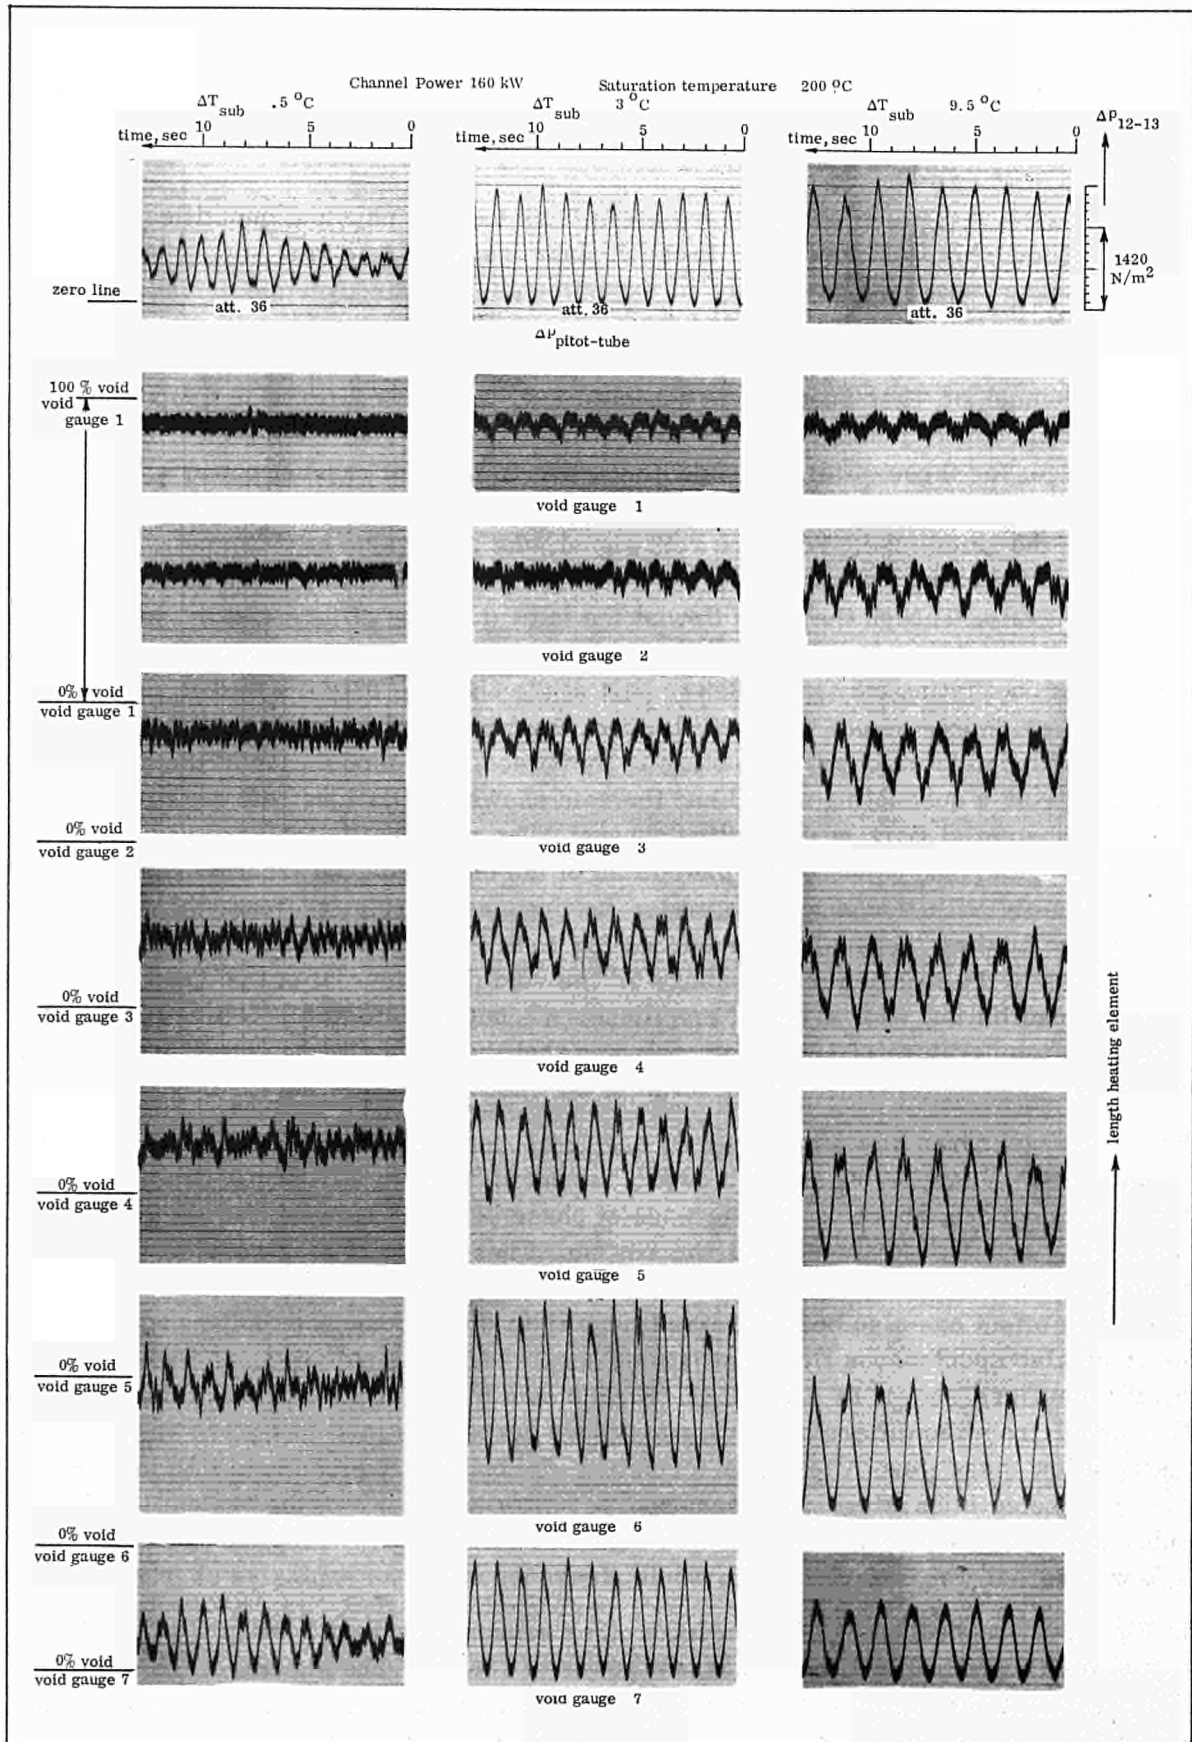 Channel Power 160 kW Saturation temperature 200 ºC
ΔT sub .5 ºC
ΔT sub 3 ºC
ΔT sub 9.5 ºC
ΔP12-13
time, sec 10 5 0
time, sec 10 5 0
time, sec 10 5 0
1420
N/m2
zero line
att. 36
att. 36
att. 36
ΔP pitot-tube
100 % void
void
gauge 1
void gauge 1
void gauge 2
0% void
void gauge 1
0% void
void gauge 2
void gauge 3
0% void
void gauge 3
void gauge 4
length heating element
0% void
void gauge 4
void gauge 5
0% void
void gauge 5
void gauge 6
0% void
void gauge 6
0% void
void gauge 7
void gauge 7